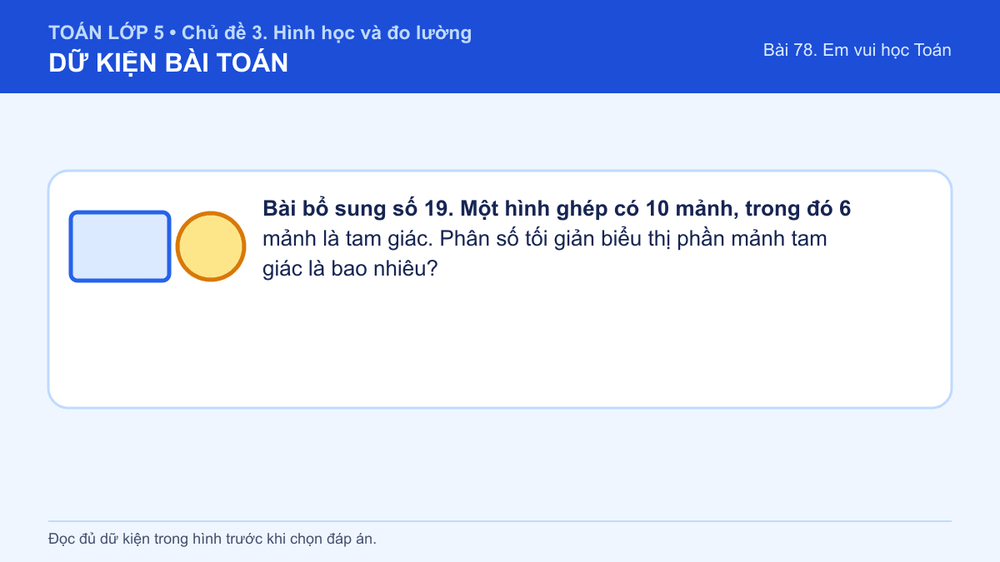 TOÁN LỚP 5 • Chủ đề 3. Hình học và đo lường
DỮ KIỆN BÀI TOÁN
Bài 78. Em vui học Toán
Bài bổ sung số 19. Một hình ghép có 10 mảnh, trong đó 6
mảnh là tam giác. Phân số tối giản biểu thị phần mảnh tam
giác là bao nhiêu?
Đọc đủ dữ kiện trong hình trước khi chọn đáp án.